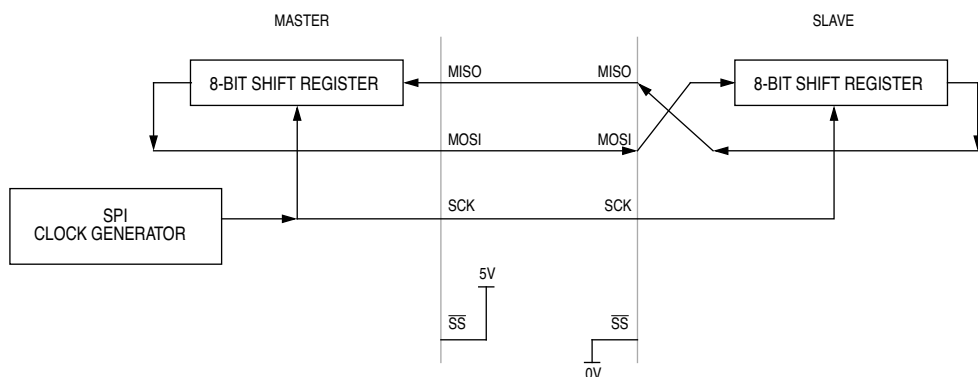 MASTER
SLAVE
8-BIT SHIFT REGISTER
MISO
MISO
8-BIT SHIFT REGISTER
MOSI
MOSI
SPI
CLOCK GENERATOR
SCK
SCK
5V
SS
SS
0V